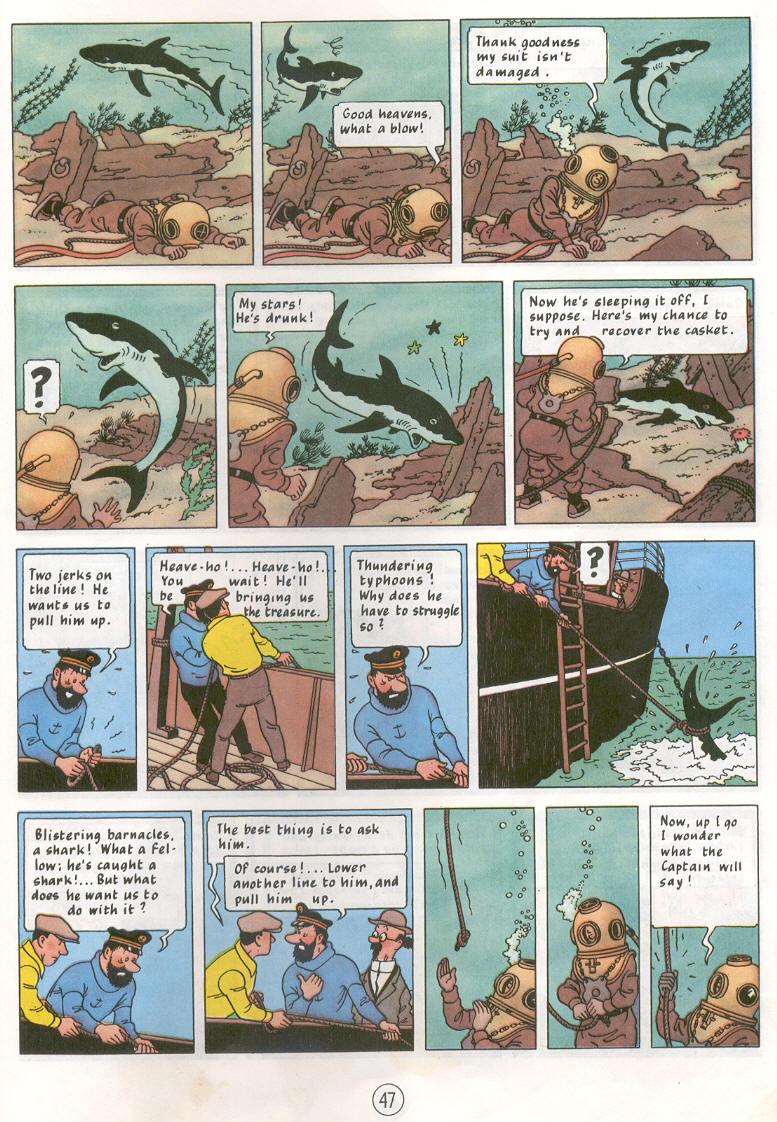 Good heavens,
what a blow!
Thank goodness
my suit isn't
damaged.
?
My stars!
He's drunk!
Now he's sleeping it off, I
suppose. Here's my chance to
try and recover the casket.
Two jerks on
the line! He
wants us to
pull him up.
Heave-ho!... Heave-ho!...
You wait! He'll
be bringing us
the treasure.
Thundering
typhoons!
Why does he
have to struggle
so?
?
Blistering barnacles,
a shark! What a fel-
low; he's caught a
shark!... But what
does he want us to
do with it?
The best thing is to ask
him.
Of course!... Lower
another line to him, and
pull him up.
Now, up I go
I wonder
what the
Captain will
say!
47